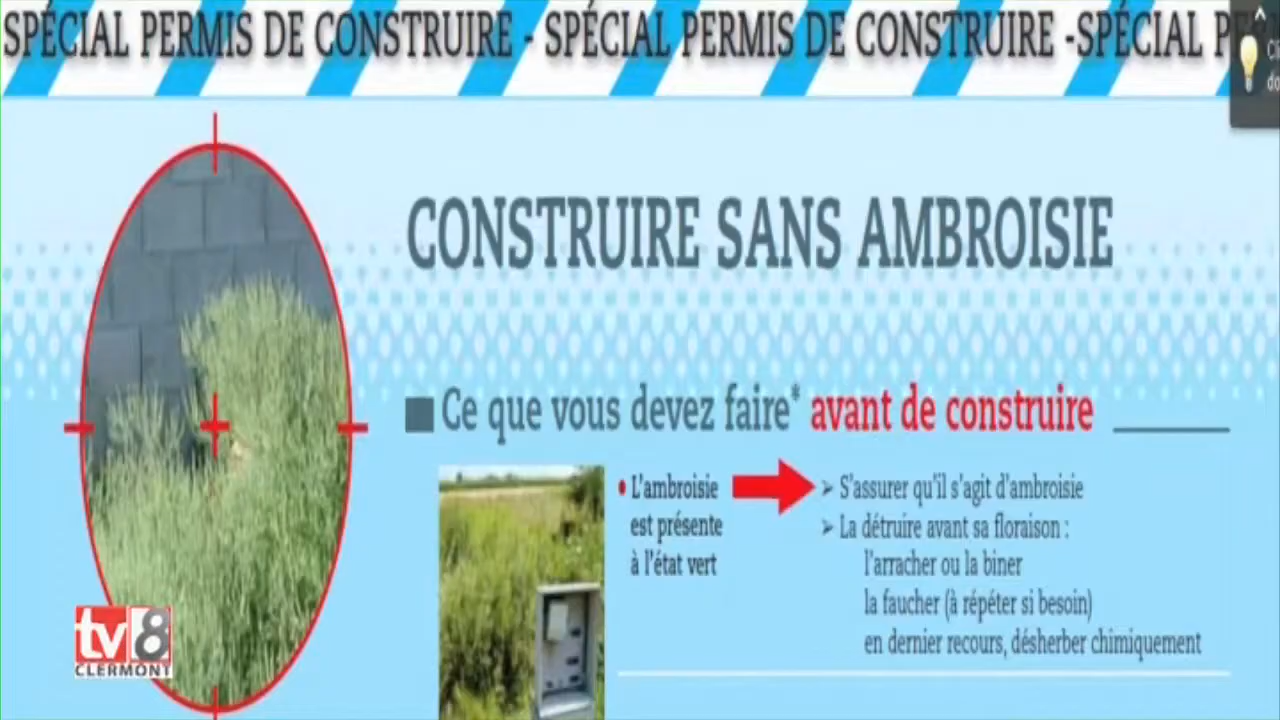 SPÉCIAL PERMIS DE CONSTRUIRE - SPÉCIAL PERMIS DE CONSTRUIRE -SPÉCIAL
CONSTRUIRE SANS AMBROISIE
■ Ce que vous devez faire* avant de construire
• L'ambroisie
est présente
à l'état vert
➢ S'assurer qu'il s'agit d'ambroisie
➢ La détruire avant sa floraison :
l'arracher ou la biner
la faucher (à répéter si besoin)
en dernier recours, désherber chimiquement
tv8
CLERMONT